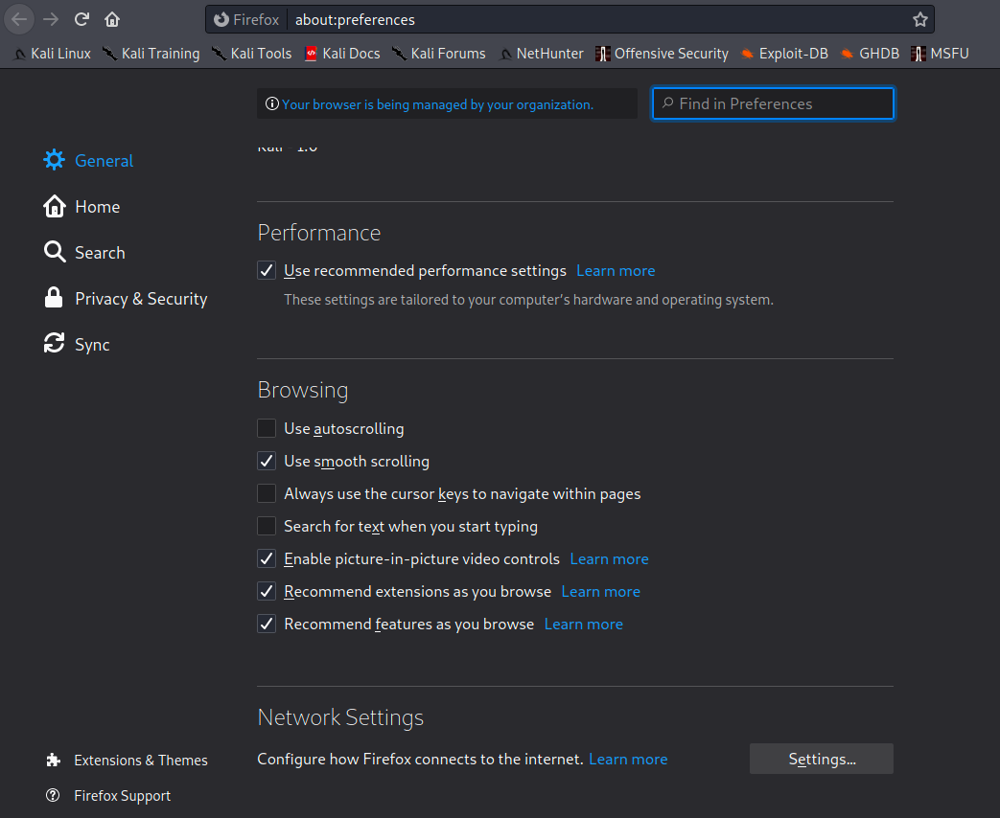 Firefox about:preferences
Kali Linux Kali Training Kali Tools Kali Docs Kali Forums NetHunter Offensive Security Exploit-DB GHDB MSFU
Your browser is being managed by your organization. Find in Preferences
Kali - 1.0
General
Home
Search
Privacy & Security
Sync
Extensions & Themes
Firefox Support
Performance
Use recommended performance settings Learn more
These settings are tailored to your computer’s hardware and operating system.
Browsing
Use autoscrolling
Use smooth scrolling
Always use the cursor keys to navigate within pages
Search for text when you start typing
Enable picture-in-picture video controls Learn more
Recommend extensions as you browse Learn more
Recommend features as you browse Learn more
Network Settings
Configure how Firefox connects to the internet. Learn more Settings...